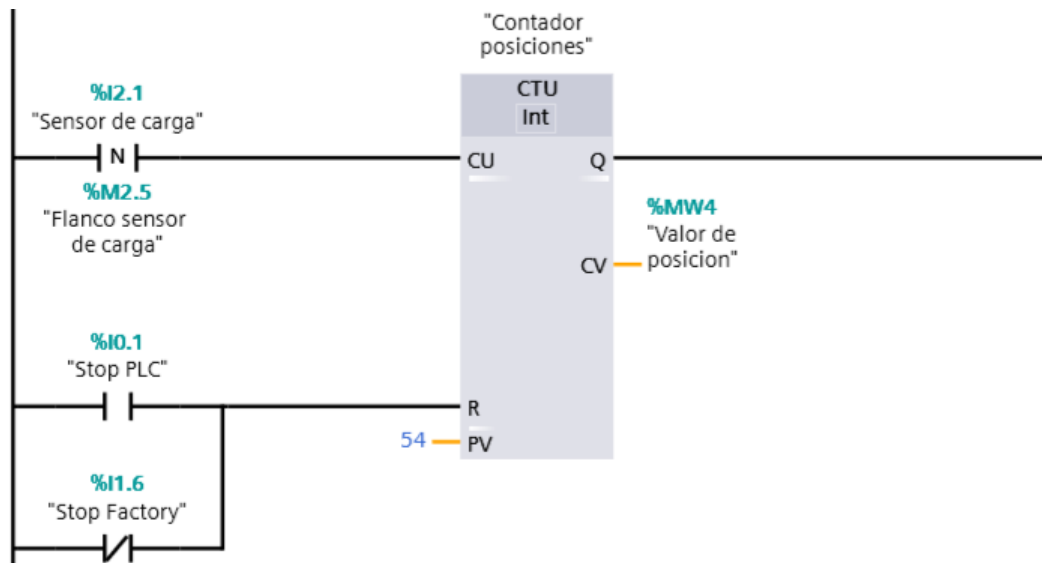 "Contador
posiciones"
CTU
Int
%I2.1
"Sensor de carga"
N
%M2.5
"Flanco sensor
de carga"
CU
Q
%MW4
"Valor de
posicion"
CV
%I0.1
"Stop PLC"
R
54
PV
%I1.6
"Stop Factory"